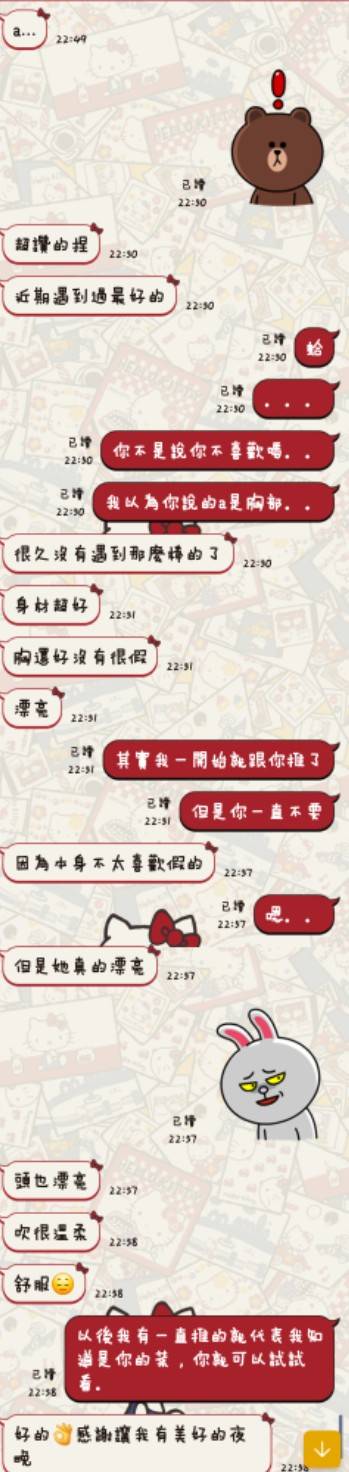 a...
22:49
已讀
22:50
超讚的捏
22:50
近期遇到過最好的
22:50
已讀
22:50
蛤
已讀
22:50
...
已讀
22:50
你不是說你不喜歡喝..
已讀
22:50
我以為你說的a是胸部..
很久沒有遇到那麼棒的了
22:50
身材超好
22:51
胸還好沒有很假
22:51
漂亮
22:51
已讀
22:51
其實我一開始就跟你推了
已讀
22:51
但是你一直不要
因為本身不太喜歡假的
22:57
已讀
22:57
嗯..
但是她真的漂亮
22:57
已讀
22:57
頭也漂亮
22:57
吹很溫柔
22:58
舒服😌
22:58
以後我有一直推的就代表我知
道是你的菜，你就可以試試
看。
已讀
22:58
好的👌感謝讓我有美好的夜
晚
22:58